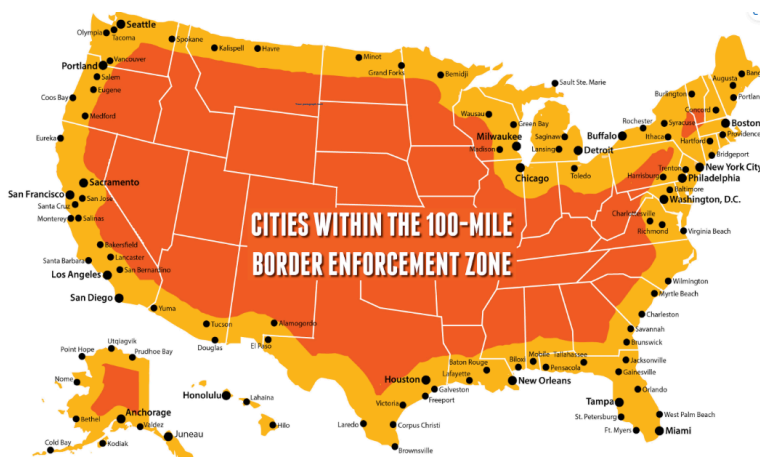 Seattle
Olympia
Tacoma
Spokane
Kalispell
Havre
Minot
Grand Forks
Bemidji
Sault Ste. Marie
Portland
Vancouver
Salem
Eugene
Coos Bay
Medford
Eureka
Wausau
Green Bay
Milwaukee
Madison
Saginaw
Lansing
Detroit
Chicago
Toledo
Buffalo
Rochester
Syracuse
Ithaca
Burlington
Augusta
Ban
Portlan
Concord
Boston
Providence
Hartford
Bridgeport
New York City
Trenton
Philadelphia
Harrisburg
Baltimore
Washington, D.C.
Charlottesville
Richmond
Virginia Beach
Sacramento
San Francisco
San Jose
Santa Cruz
Monterey
Salinas
CITIES WITHIN THE 100-MILE
BORDER ENFORCEMENT ZONE
Bakersfield
Lancaster
Santa Barbara
San Bernardino
Los Angeles
San Diego
Yuma
Tucson
Douglas
Alamogordo
El Paso
Wilmington
Myrtle Beach
Charleston
Savannah
Brunswick
Jacksonville
Gainesville
Orlando
Tampa
St. Petersburg
West Palm Beach
Ft. Myers
Miami
Baton Rouge
Lafayette
Biloxi
Mobile
Tallahassee
Pensacola
New Orleans
Houston
Galveston
Freeport
Victoria
Corpus Christi
Laredo
Brownsville
Point Hope
Utqiagvik
Prudhoe Bay
Nome
Anchorage
Bethel
Valdez
Juneau
Cold Bay
Kodiak
Honolulu
Lahaina
Hilo